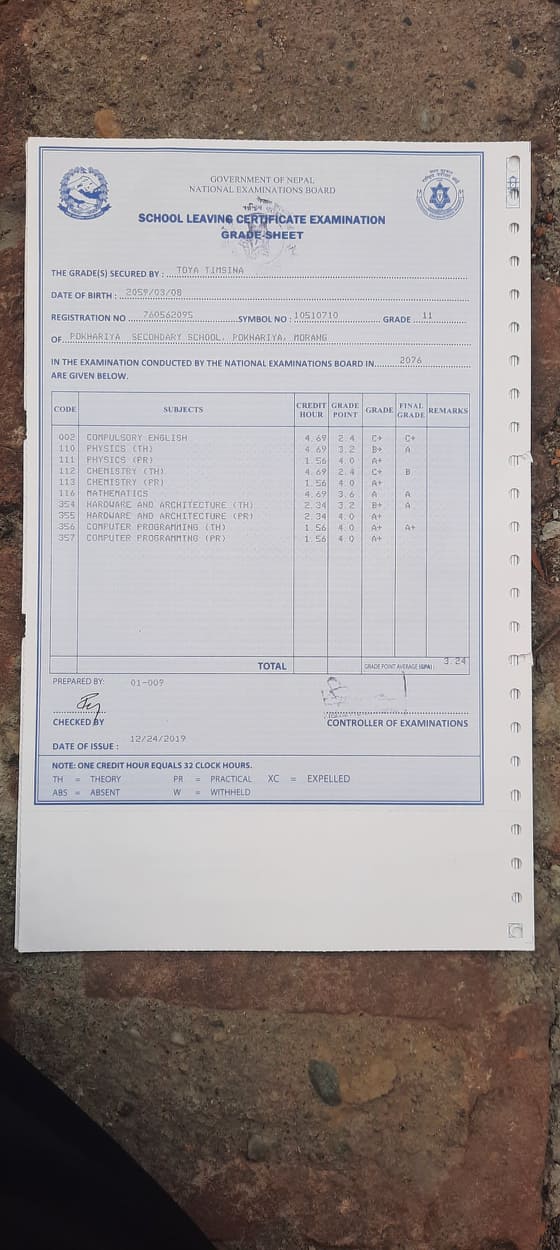 GOVERNMENT OF NEPAL
NATIONAL EXAMINATIONS BOARD
SCHOOL LEAVING CERTIFICATE EXAMINATION
GRADE-SHEET
THE GRADE(S) SECURED BY : TOYA TIMSINA
DATE OF BIRTH : 2059/03/08
REGISTRATION NO 760562095 SYMBOL NO : 10510710 GRADE 11
OF POKHARIYA SECONDARY SCHOOL, POKHARIYA, MORANG
IN THE EXAMINATION CONDUCTED BY THE NATIONAL EXAMINATIONS BOARD IN 2076
ARE GIVEN BELOW.
CODE SUBJECTS CREDIT HOUR GRADE POINT GRADE FINAL GRADE REMARKS
002 COMPULSORY ENGLISH 4.69 2.4 C+ C+
110 PHYSICS (TH) 4.69 3.2 B+ A
111 PHYSICS (PR) 1.56 4.0 A+
112 CHEMISTRY (TH) 4.69 2.4 C+ B
113 CHEMISTRY (PR) 1.56 4.0 A+
116 MATHEMATICS 4.69 3.6 A A
354 HARDWARE AND ARCHITECTURE (TH) 2.34 3.2 B+ A
355 HARDWARE AND ARCHITECTURE (PR) 2.34 4.0 A+
356 COMPUTER PROGRAMMING (TH) 1.56 4.0 A+ A+
357 COMPUTER PROGRAMMING (PR) 1.56 4.0 A+
TOTAL GRADE POINT AVERAGE (GPA) : 3.24
PREPARED BY: 01-009
CHECKED BY CONTROLLER OF EXAMINATIONS
DATE OF ISSUE : 12/24/2019
NOTE: ONE CREDIT HOUR EQUALS 32 CLOCK HOURS.
TH = THEORY PR = PRACTICAL XC = EXPELLED
ABS = ABSENT W = WITHHELD